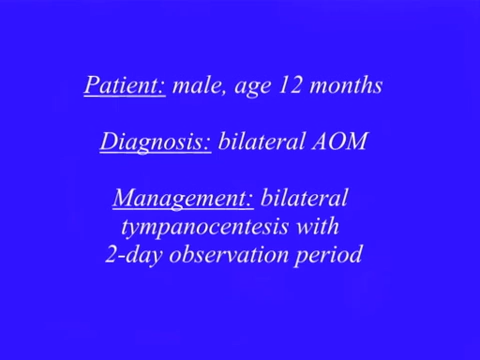 Patient: male, age 12 months
Diagnosis: bilateral AOM
Management: bilateral
tympanocentesis with
2-day observation period